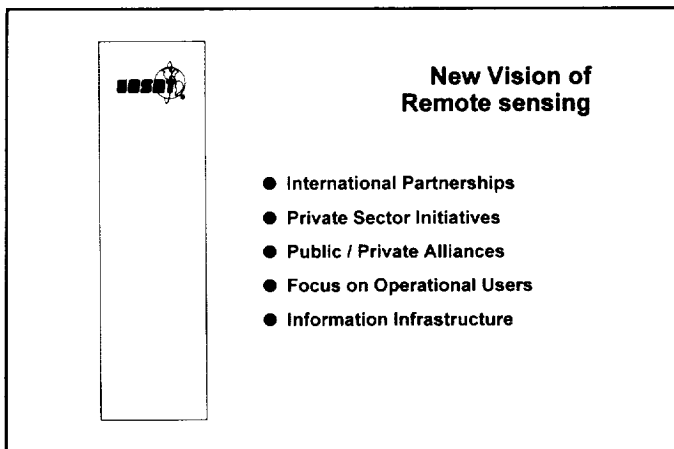 New Vision of
Remote sensing
● International Partnerships
● Private Sector Initiatives
● Public / Private Alliances
● Focus on Operational Users
● Information Infrastructure